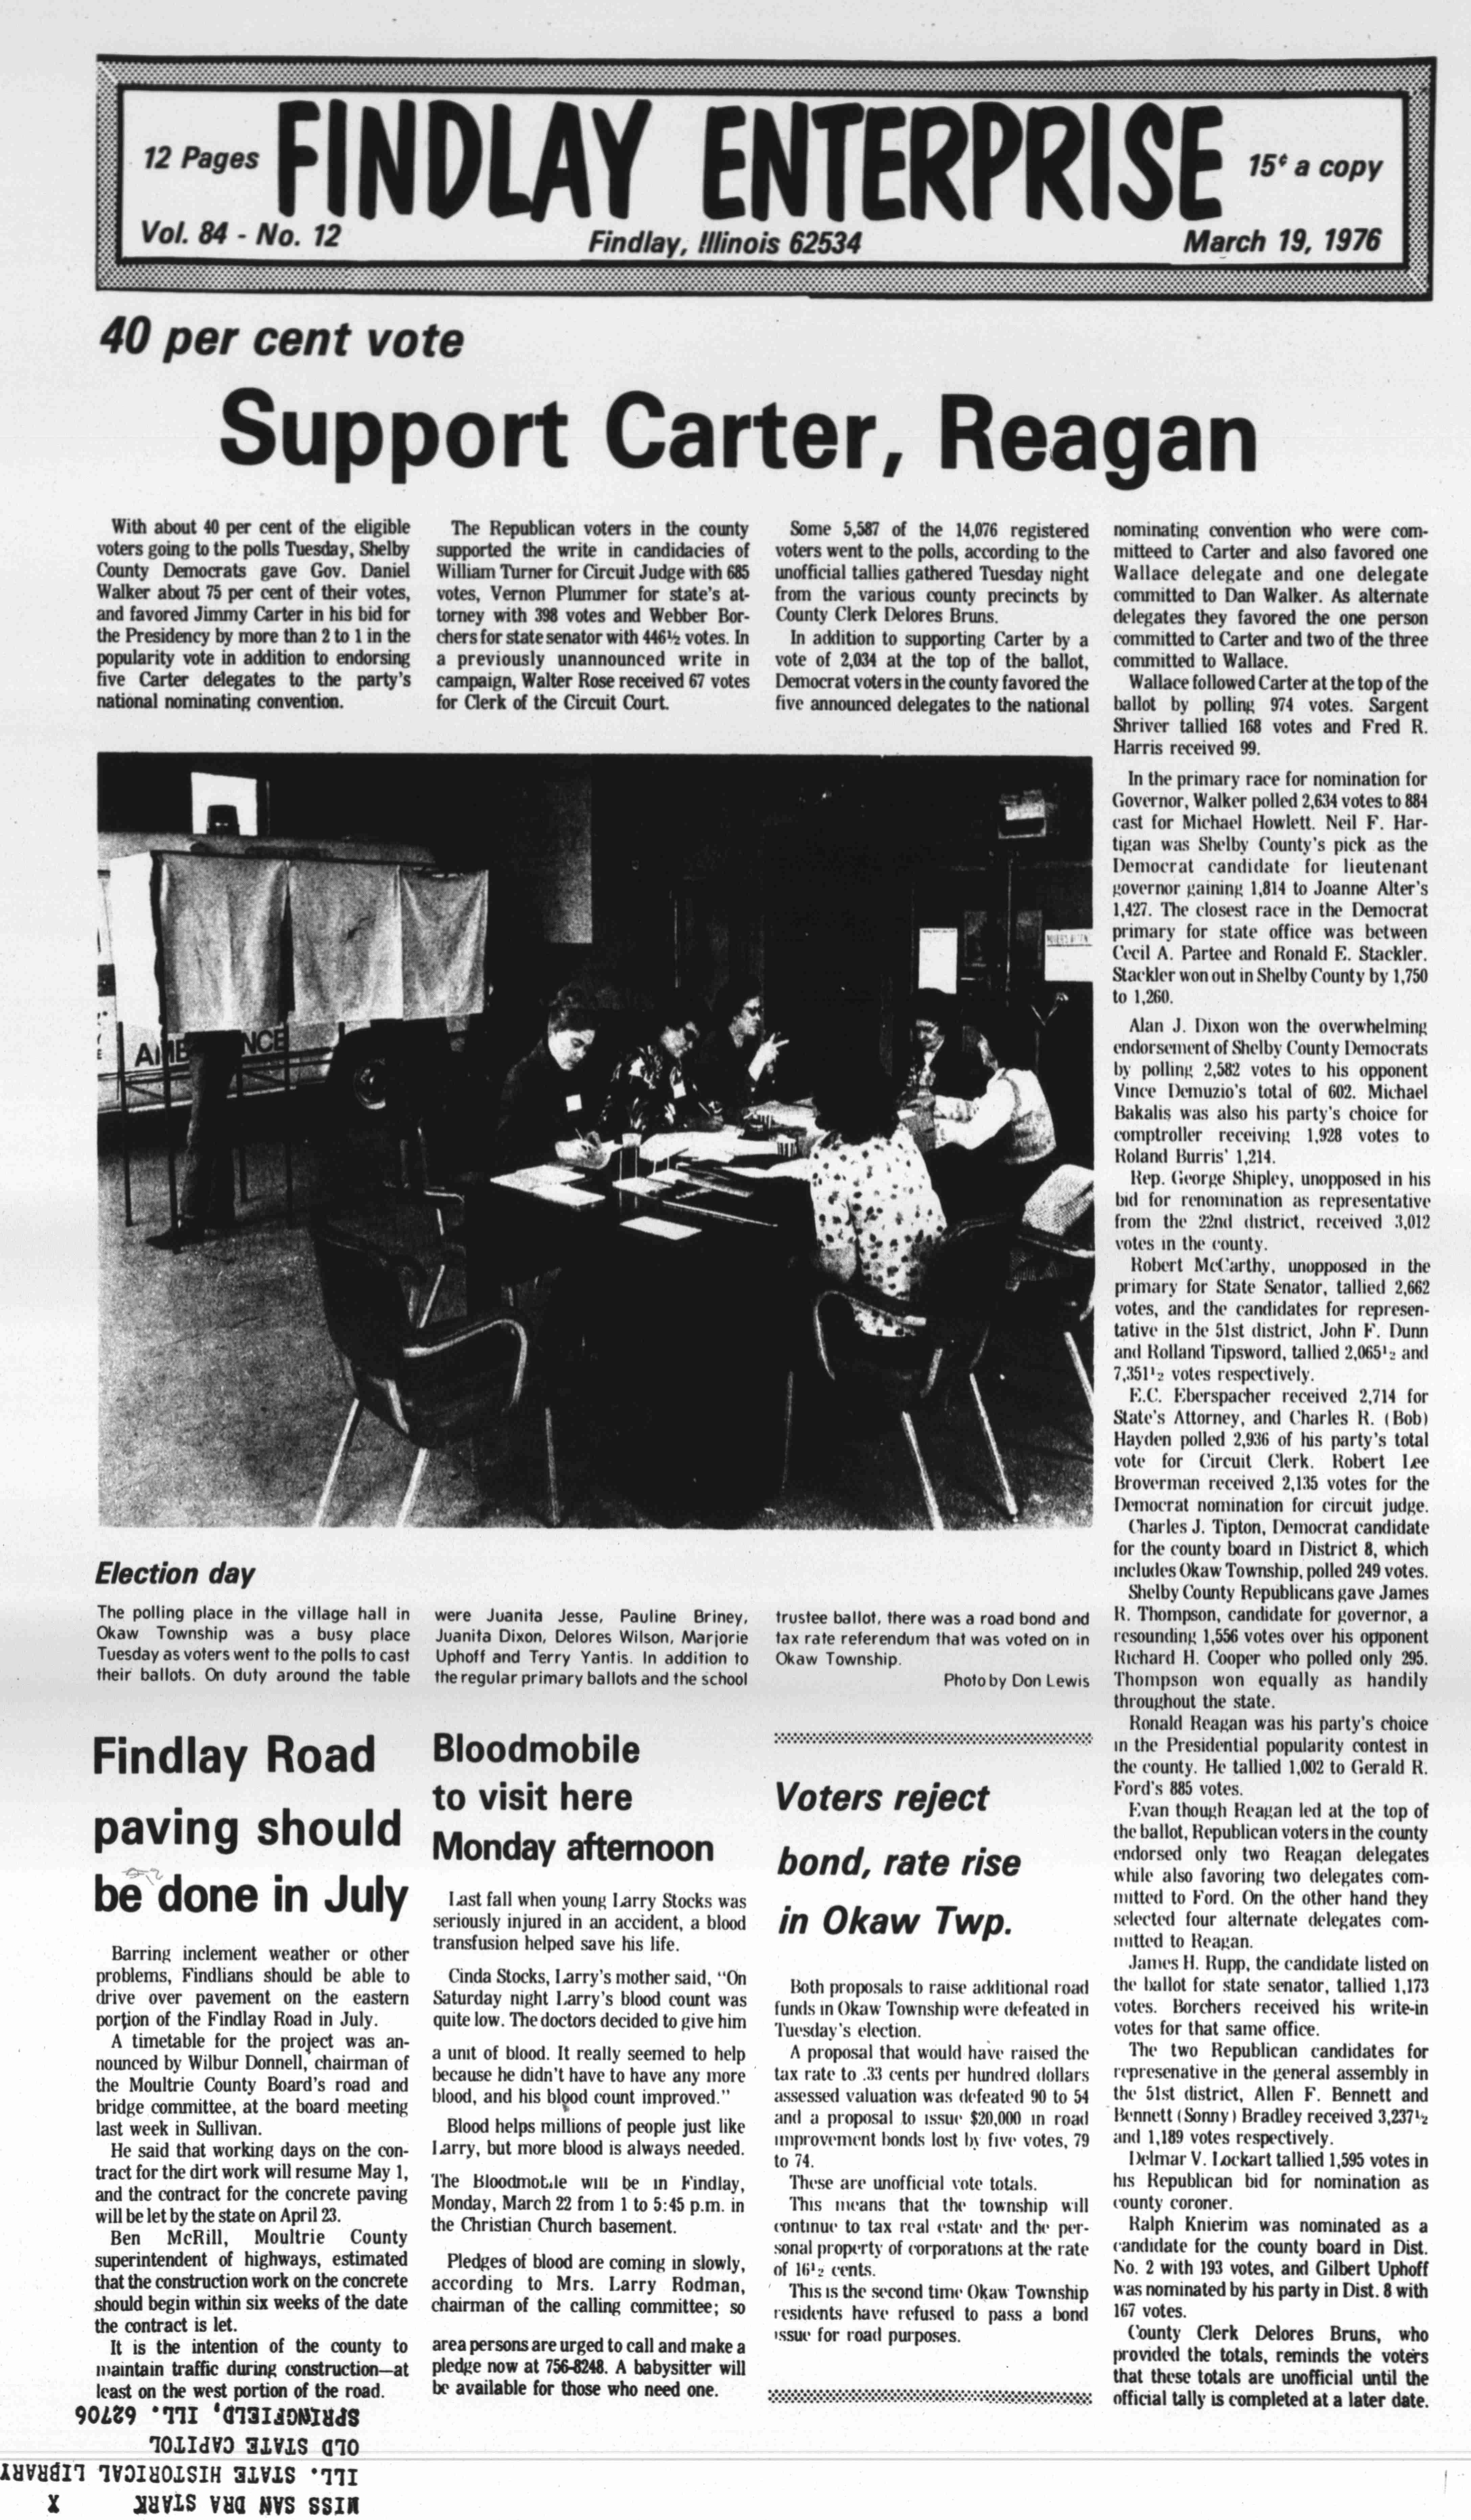 12 Pages
FINDLAY ENTERPRISE
15¢ a copy
Vol. 84 - No. 12
Findlay, Illinois 62534
March 19, 1976
40 per cent vote
Support Carter, Reagan
With about 40 per cent of the eligible
voters going to the polls Tuesday, Shelby
County Democrats gave Gov. Daniel
Walker about 75 per cent of their votes,
and favored Jimmy Carter in his bid for
the Presidency by more than 2 to 1 in the
popularity vote in addition to endorsing
five Carter delegates to the party's
national nominating convention.
The Republican voters in the county
supported the write in candidacies of
William Turner for Circuit Judge with 685
votes, Vernon Plummer for state's at-
torney with 398 votes and Webber Bor-
chers for state senator with 446½ votes. In
a previously unannounced write in
campaign, Walter Rose received 67 votes
for Clerk of the Circuit Court.
Some 5,587 of the 14,076 registered
voters went to the polls, according to the
unofficial tallies gathered Tuesday night
from the various county precincts by
County Clerk Delores Bruns.
In addition to supporting Carter by a
vote of 2,034 at the top of the ballot,
Democrat voters in the county favored the
five announced delegates to the national
nominating convention who were com-
mitteed to Carter and also favored one
Wallace delegate and one delegate
committed to Dan Walker. As alternate
delegates they favored the one person
committed to Carter and two of the three
committed to Wallace.
Wallace followed Carter at the top of the
ballot by polling 974 votes. Sargent
Shriver tallied 168 votes and Fred R.
Harris received 99.
In the primary race for nomination for
Governor, Walker polled 2,634 votes to 884
cast for Michael Howlett. Neil F. Har-
tigan was Shelby County's pick as the
Democrat candidate for lieutenant
governor gaining 1,814 to Joanne Alter's
1,427. The closest race in the Democrat
primary for state office was between
Cecil A. Partee and Ronald E. Stackler.
Stackler won out in Shelby County by 1,750
to 1,260.
Alan J. Dixon won the overwhelming
endorsement of Shelby County Democrats
by polling 2,582 votes to his opponent
Vince Demuzio's total of 602. Michael
Bakalis was also his party's choice for
comptroller receiving 1,928 votes to
Roland Burris' 1,214.
Rep. George Shipley, unopposed in his
bid for renomination as representative
from the 22nd district, received 3,012
votes in the county.
Robert McCarthy, unopposed in the
primary for State Senator, tallied 2,662
votes, and the candidates for represen-
tative in the 51st district, John F. Dunn
and Rolland Tipsword, tallied 2,065½ and
7,351½ votes respectively.
E.C. Eberspacher received 2,714 for
State's Attorney, and Charles R. (Bob)
Hayden polled 2,936 of his party's total
vote for Circuit Clerk. Robert Lee
Broverman received 2,135 votes for the
Democrat nomination for circuit judge.
Charles J. Tipton, Democrat candidate
for the county board in District 8, which
includes Okaw Township, polled 249 votes.
Shelby County Republicans gave James
R. Thompson, candidate for governor, a
resounding 1,556 votes over his opponent
Richard H. Cooper who polled only 295.
Thompson won equally as handily
throughout the state.
Ronald Reagan was his party's choice
in the Presidential popularity contest in
the county. He tallied 1,002 to Gerald R.
Ford's 885 votes.
Evan though Reagan led at the top of
the ballot, Republican voters in the county
endorsed only two Reagan delegates
while also favoring two delegates com-
mitted to Ford. On the other hand they
selected four alternate delegates com-
mitted to Reagan.
James H. Rupp, the candidate listed on
the ballot for state senator, tallied 1,173
votes. Borchers received his write-in
votes for that same office.
The two Republican candidates for
represenative in the general assembly in
the 51st district, Allen F. Bennett and
Bennett (Sonny) Bradley received 3,237½
and 1,189 votes respectively.
Delmar V. Lockart tallied 1,595 votes in
his Republican bid for nomination as
county coroner.
Ralph Knierim was nominated as a
candidate for the county board in Dist.
No. 2 with 193 votes, and Gilbert Uphoff
was nominated by his party in Dist. 8 with
167 votes.
County Clerk Delores Bruns, who
provided the totals, reminds the voters
that these totals are unofficial until the
official tally is completed at a later date.
Election day
The polling place in the village hall in
Okaw Township was a busy place
Tuesday as voters went to the polls to cast
their ballots. On duty around the table
were Juanita Jesse, Pauline Briney,
Juanita Dixon, Delores Wilson, Marjorie
Uphoff and Terry Yantis. In addition to
the regular primary ballots and the school
trustee ballot, there was a road bond and
tax rate referendum that was voted on in
Okaw Township.
Photo by Don Lewis
Findlay Road
paving should
be done in July
Barring inclement weather or other
problems, Findlians should be able to
drive over pavement on the eastern
portion of the Findlay Road in July.
A timetable for the project was an-
nounced by Wilbur Donnell, chairman of
the Moultrie County Board's road and
bridge committee, at the board meeting
last week in Sullivan.
He said that working days on the con-
tract for the dirt work will resume May 1,
and the contract for the concrete paving
will be let by the state on April 23.
Ben McRill, Moultrie County
superintendent of highways, estimated
that the construction work on the concrete
should begin within six weeks of the date
the contract is let.
It is the intention of the county to
maintain traffic during construction—at
least on the west portion of the road.
Bloodmobile
to visit here
Monday afternoon
Last fall when young Larry Stocks was
seriously injured in an accident, a blood
transfusion helped save his life.
Cinda Stocks, Larry's mother said, "On
Saturday night Larry's blood count was
quite low. The doctors decided to give him
a unit of blood. It really seemed to help
because he didn't have to have any more
blood, and his blood count improved."
Blood helps millions of people just like
Larry, but more blood is always needed.
The Bloodmobile will be in Findlay,
Monday, March 22 from 1 to 5:45 p.m. in
the Christian Church basement.
Pledges of blood are coming in slowly,
according to Mrs. Larry Rodman,
chairman of the calling committee; so
area persons are urged to call and make a
pledge now at 756-8248. A babysitter will
be available for those who need one.
Voters reject
bond, rate rise
in Okaw Twp.
Both proposals to raise additional road
funds in Okaw Township were defeated in
Tuesday's election.
A proposal that would have raised the
tax rate to .33 cents per hundred dollars
assessed valuation was defeated 90 to 54
and a proposal to issue $20,000 in road
improvement bonds lost by five votes, 79
to 74.
These are unofficial vote totals.
This means that the township will
continue to tax real estate and the per-
sonal property of corporations at the rate
of 16½ cents.
This is the second time Okaw Township
residents have refused to pass a bond
issue for road purposes.
MISS SAN DRA STARK X
ILL. STATE HISTORICAL LIBRARY
OLD STATE CAPITOL
SPRINGFIELD, ILL. 62706